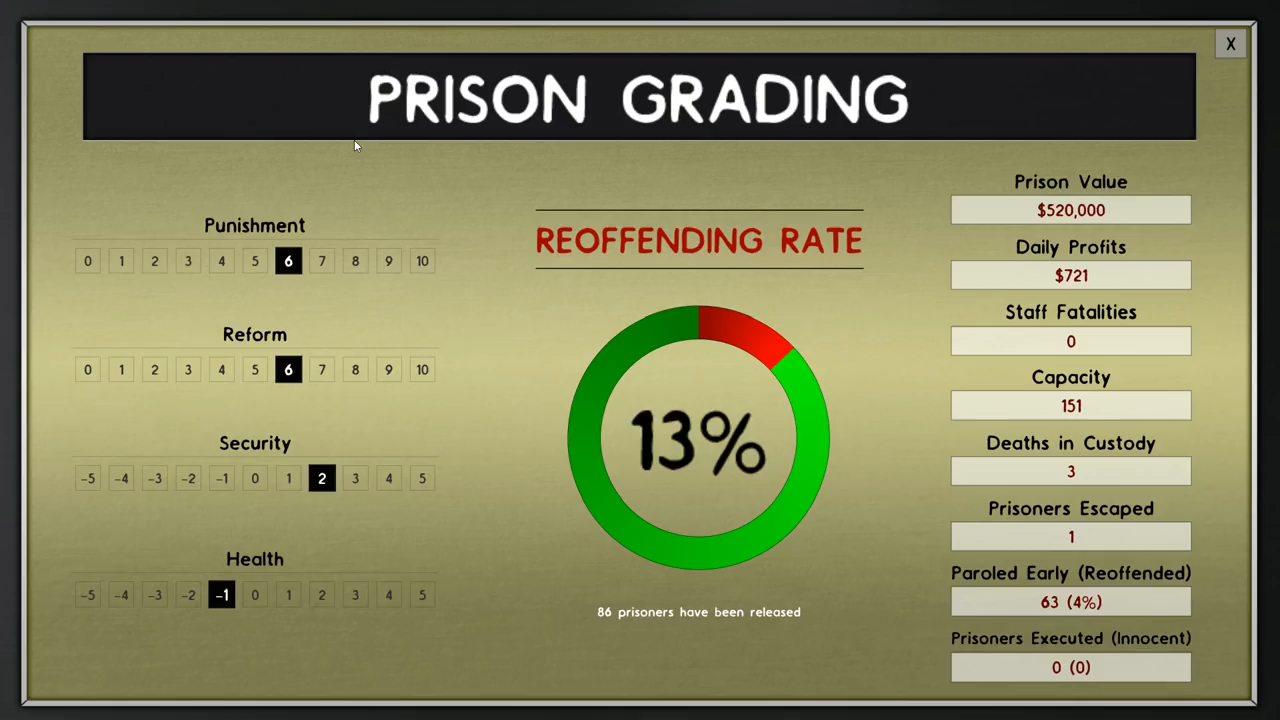 X
PRISON GRADING
Punishment
0 1 2 3 4 5 6 7 8 9 10
Reform
0 1 2 3 4 5 6 7 8 9 10
Security
-5 -4 -3 -2 -1 0 1 2 3 4 5
Health
-5 -4 -3 -2 -1 0 1 2 3 4 5
REOFFENDING RATE
13%
86 prisoners have been released
Prison Value
$520,000
Daily Profits
$721
Staff Fatalities
0
Capacity
151
Deaths in Custody
3
Prisoners Escaped
1
Paroled Early (Reoffended)
63 (4%)
Prisoners Executed (Innocent)
0 (0)